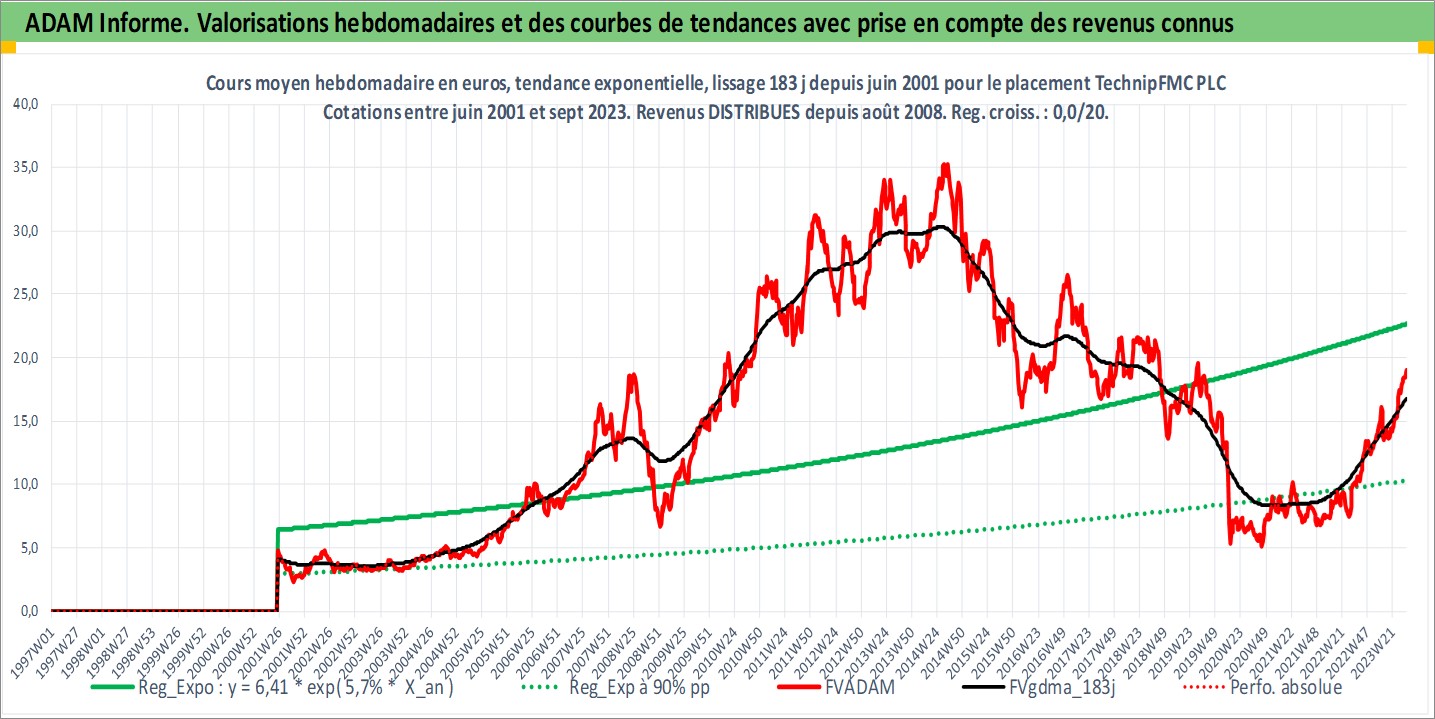 ADAM Informe. Valorisations hebdomadaires et des courbes de tendances avec prise en compte des revenus connus
Cours moyen hebdomadaire en euros, tendance exponentielle, lissage 183 j depuis juin 2001 pour le placement TechnipFMC PLC
Cotations entre juin 2001 et sept 2023. Revenus DISTRIBUES depuis août 2008. Reg. croiss. : 0,0/20.
40,0
35,0
30,0
25,0
20,0
15,0
10,0
5,0
0,0
1997W01
1997W27
1998W01
1998W27
1998W53
1999W26
1999W52
2000W26
2000W52
2001W26
2001W52
2002W26
2002W52
2003W26
2003W52
2004W26
2004W52
2005W25
2005W51
2006W25
2006W51
2007W25
2007W51
2008W25
2008W51
2009W25
2009W51
2010W24
2010W50
2011W24
2011W50
2012W24
2012W50
2013W24
2013W50
2014W24
2014W50
2015W24
2015W50
2016W23
2016W49
2017W23
2017W49
2018W23
2018W49
2019W23
2019W49
2020W23
2020W49
2021W22
2021W48
2022W21
2022W47
2023W21
Reg_Expo : y = 6,41 * exp( 5,7% * X_an )
Reg_Exp à 90% pp
FVADAM
FVgdma_183j
Perfo. absolue